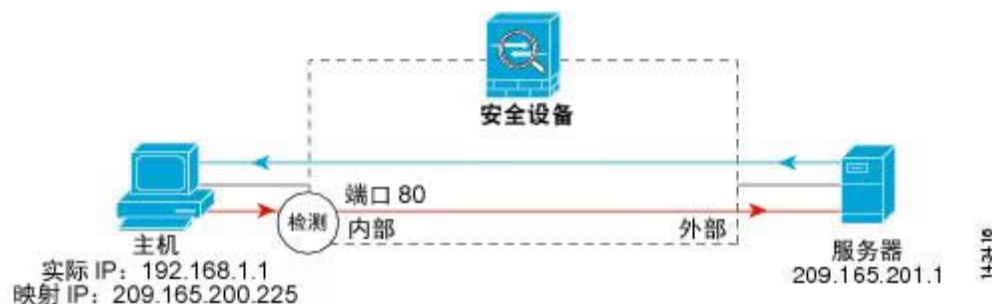 安全设备
端口 80
检测
内部
外部
主机
实际 IP：192.168.1.1
映射 IP：209.165.200.225
服务器
209.165.201.1